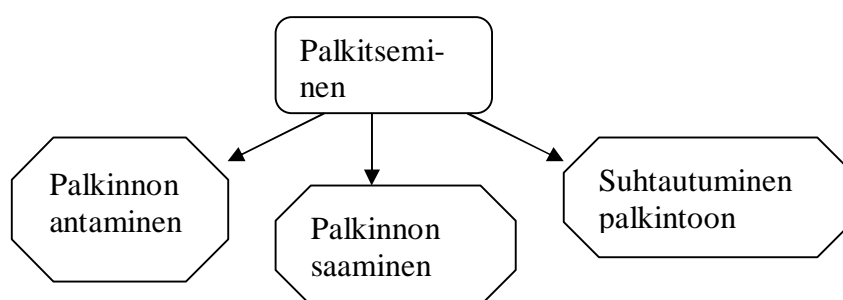 Palkitsemi-
nen
Palkinnon
antaminen
Palkinnon
saaminen
Suhtautuminen
palkintoon